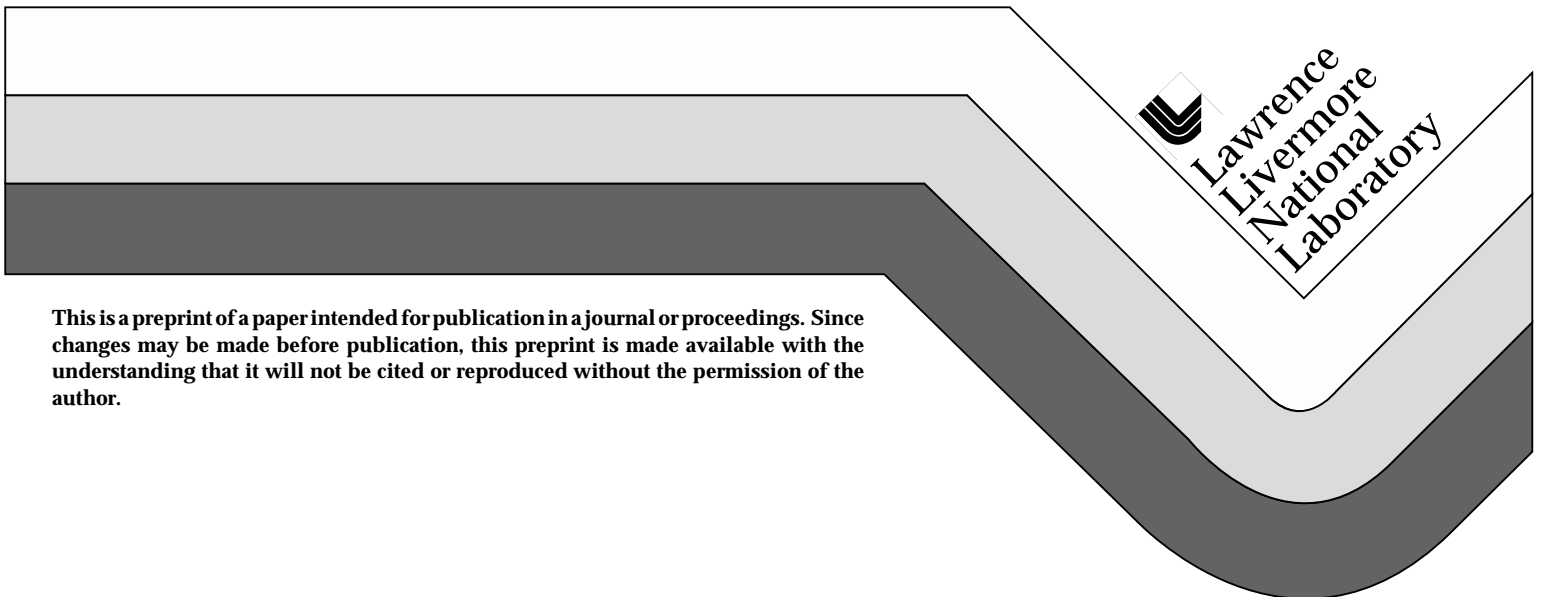 Lawrence
Livermore
National
Laboratory
This is a preprint of a paper intended for publication in a journal or proceedings. Since
changes may be made before publication, this preprint is made available with the
understanding that it will not be cited or reproduced without the permission of the
author.